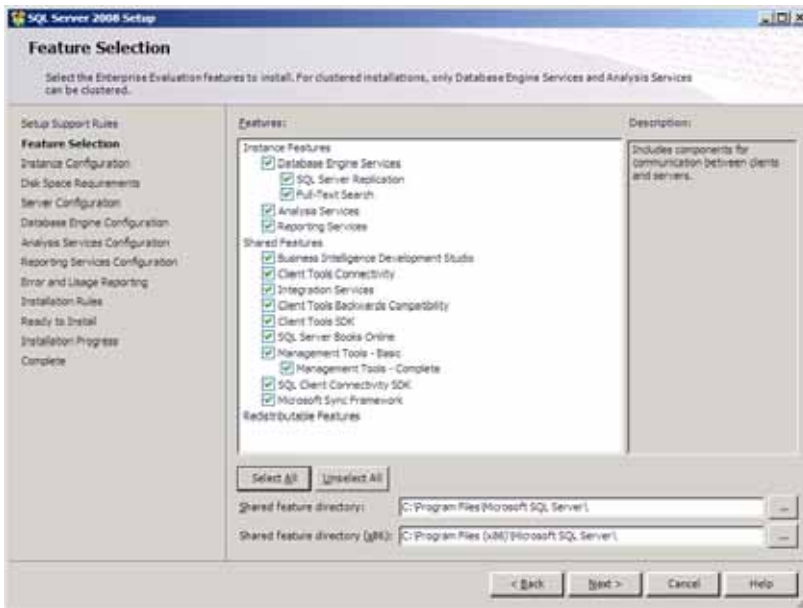 SQL Server 2008 Setup
Feature Selection
Select the Enterprise Evaluation features to install. For clustered installations, only Database Engine Services and Analysis Services
can be clustered.
Setup Support Rules
Feature Selection
Instance Configuration
Disk Space Requirements
Server Configuration
Database Engine Configuration
Analysis Services Configuration
Reporting Services Configuration
Error and Usage Reporting
Installation Rules
Ready to Install
Installation Progress
Complete
Features:
Instance Features
Database Engine Services
SQL Server Replication
Full-Text Search
Analysis Services
Reporting Services
Shared Features
Business Intelligence Development Studio
Client Tools Connectivity
Integration Services
Client Tools Backwards Compatibility
Client Tools SDK
SQL Server Books Online
Management Tools - Basic
Management Tools - Complete
SQL Client Connectivity SDK
Microsoft Sync Framework
Redistributable Features
Description:
Includes components for
communication between clients
and servers.
Select All
Unselect All
Shared feature directory:
C:\Program Files\Microsoft SQL Server\
...
Shared feature directory (x86):
C:\Program Files (x86)\Microsoft SQL Server\
...
< Back
Next >
Cancel
Help